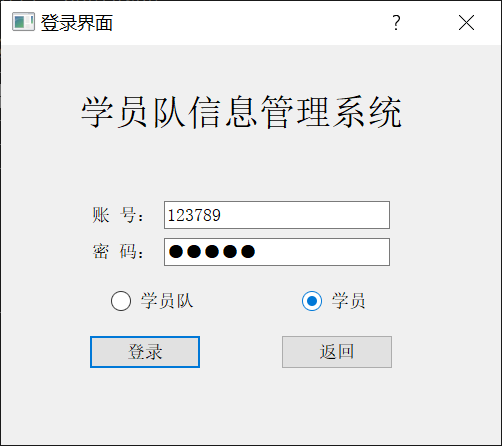 登录界面
学员队信息管理系统
账 号： 123789
密 码： ●●●●●
学员队 学员
登录 返回